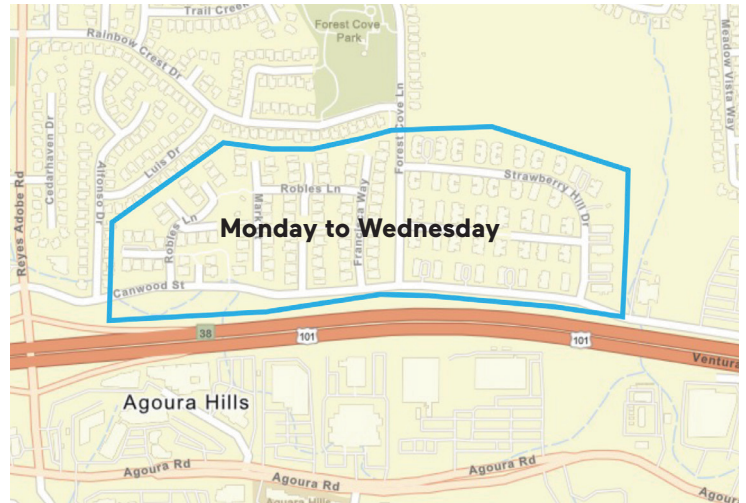 Trail Creek
Forest Cove
Park
Rainbow Crest Dr
Meadow Vista Way
Cedarhaven Dr
Luis Dr
Alfonso Dr
Reyes Adobe Rd
Forest Cove Ln
Strawberry Hill Dr
Robles Ln
Robles Ln
Francisca Way
Monday to Wednesday
Canwood St
38
101
101
Ventura
Agoura Hills
Agoura Rd
Agoura Rd
Agoura
Agoura Hills